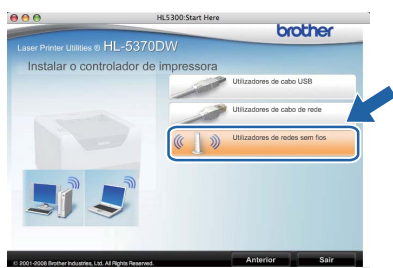 HL5300:Start Here
brother
Laser Printer Utilities ® HL-5370DW
Instalar o controlador de impressora
Utilizadores de cabo USB
Utilizadores de cabo de rede
Utilizadores de redes sem fios
© 2001-2008 Brother Industries, Ltd. All Rights Reserved.
Anterior
Sair